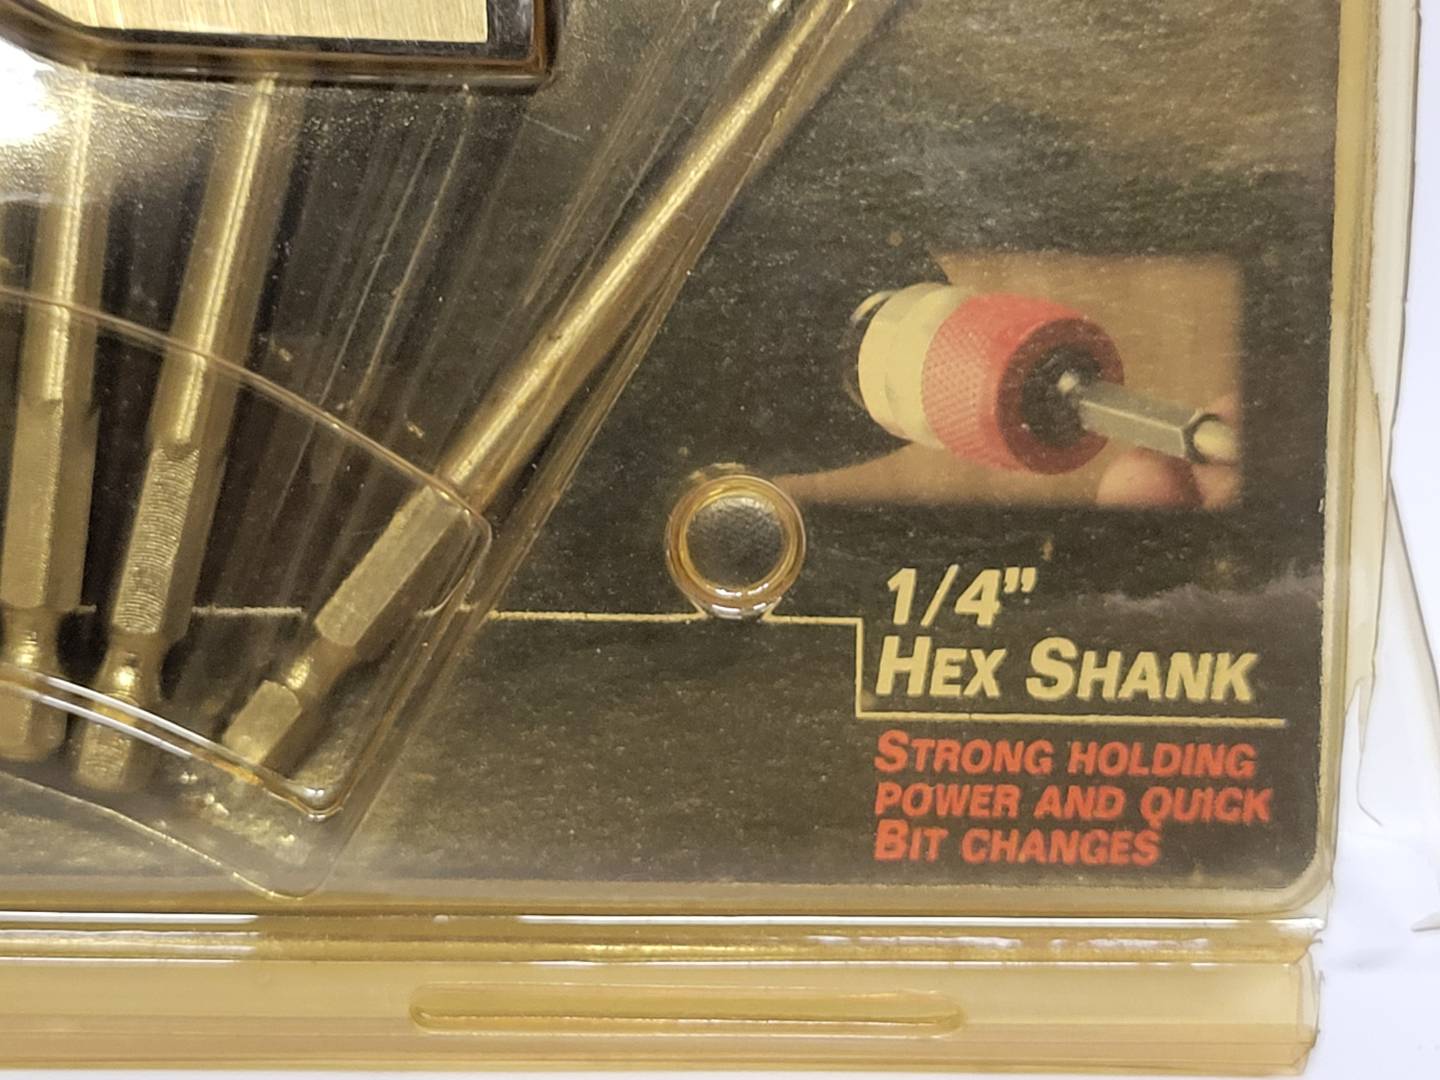 1/4"
HEX SHANK
STRONG HOLDING
POWER AND QUICK
BIT CHANGES